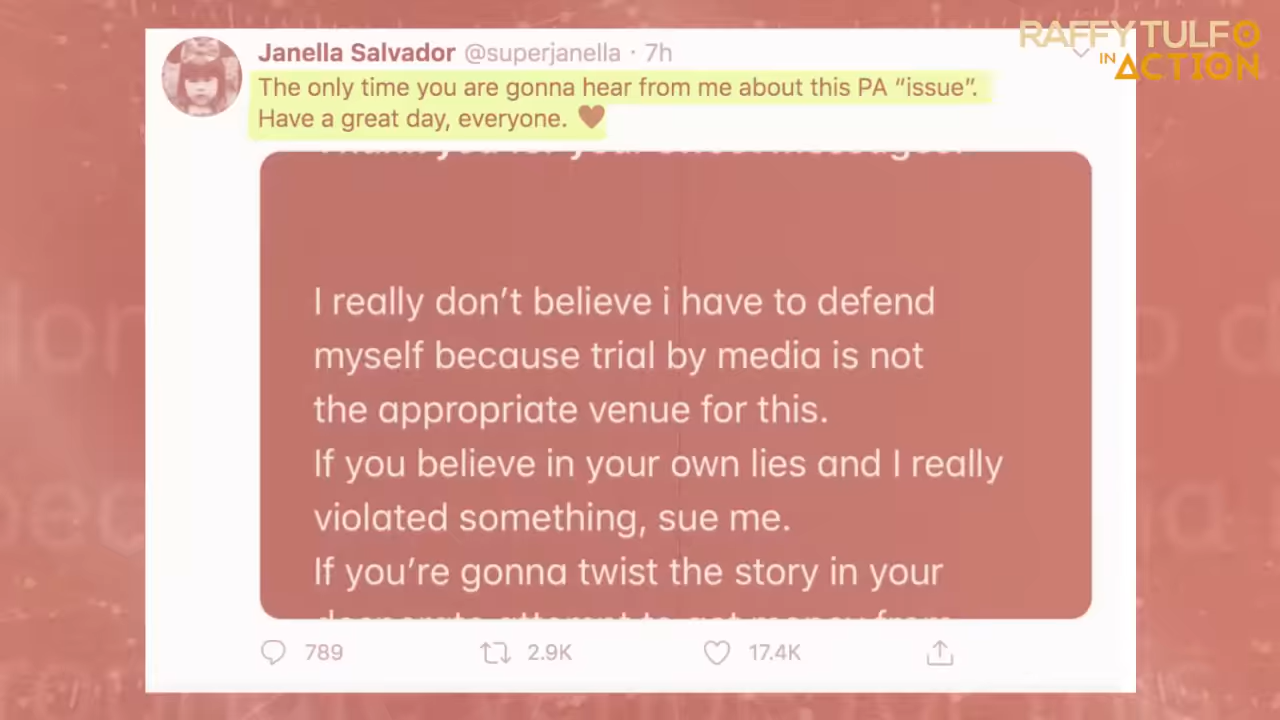 RAFFY TULFO
IN ACTION
Janella Salvador @superjanella · 7h
The only time you are gonna hear from me about this PA “issue”.
Have a great day, everyone. ♥
I really don’t believe i have to defend
myself because trial by media is not
the appropriate venue for this.
If you believe in your own lies and I really
violated something, sue me.
If you’re gonna twist the story in your
789 2.9K 17.4K